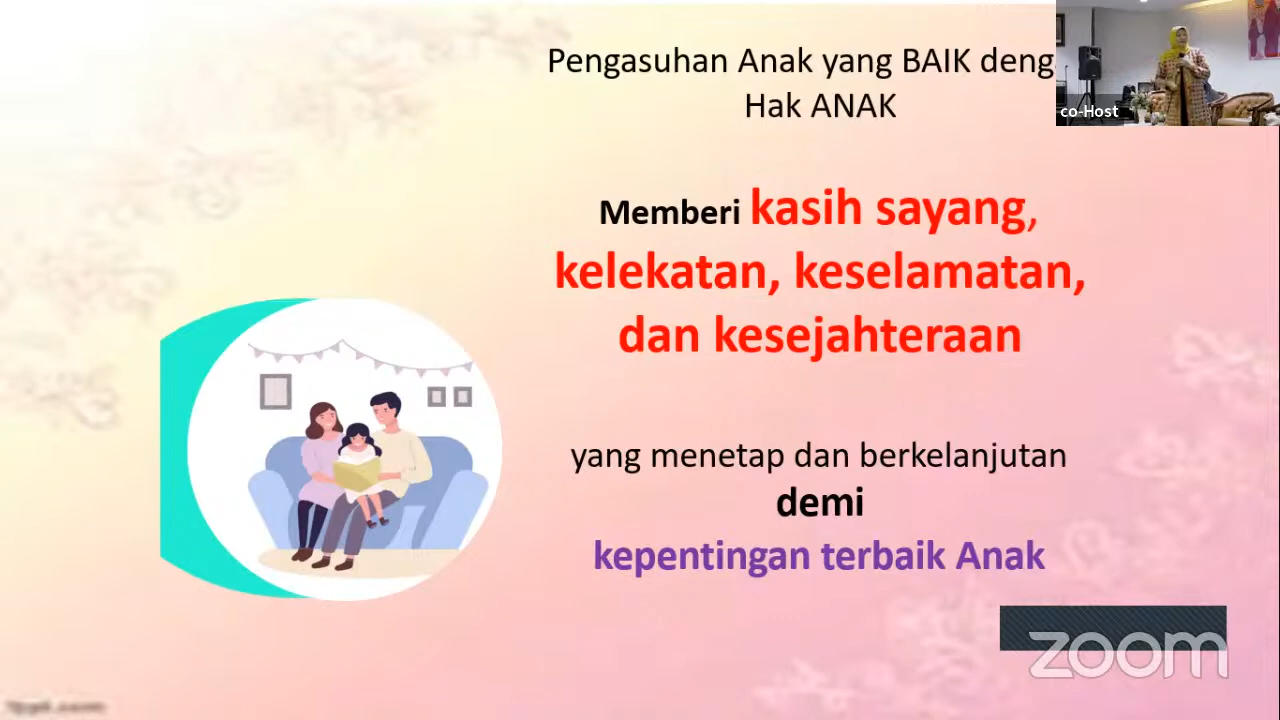 Pengasuhan Anak yang BAIK deng
Hak ANAK
co-Host
Memberi kasih sayang,
kelekatan, keselamatan,
dan kesejahteraan
yang menetap dan berkelanjutan
demi
kepentingan terbaik Anak
zoom